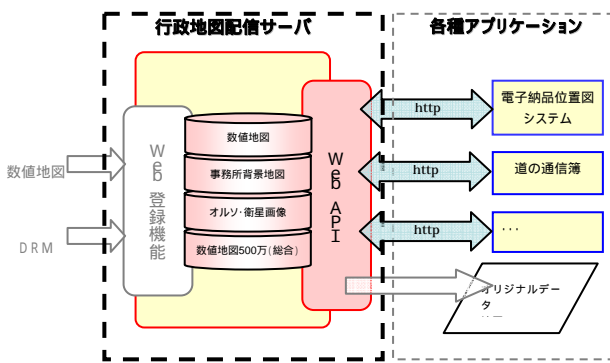 行政地図配信サーバ
各種アプリケーション
数値地図
DRM
Web 登録機能
数値地図
事務所背景地図
オルソ・衛星画像
数値地図500万(総合)
Web API
http
http
http
電子納品位置図
システム
道の通信簿
...
オリジナルデー
タ